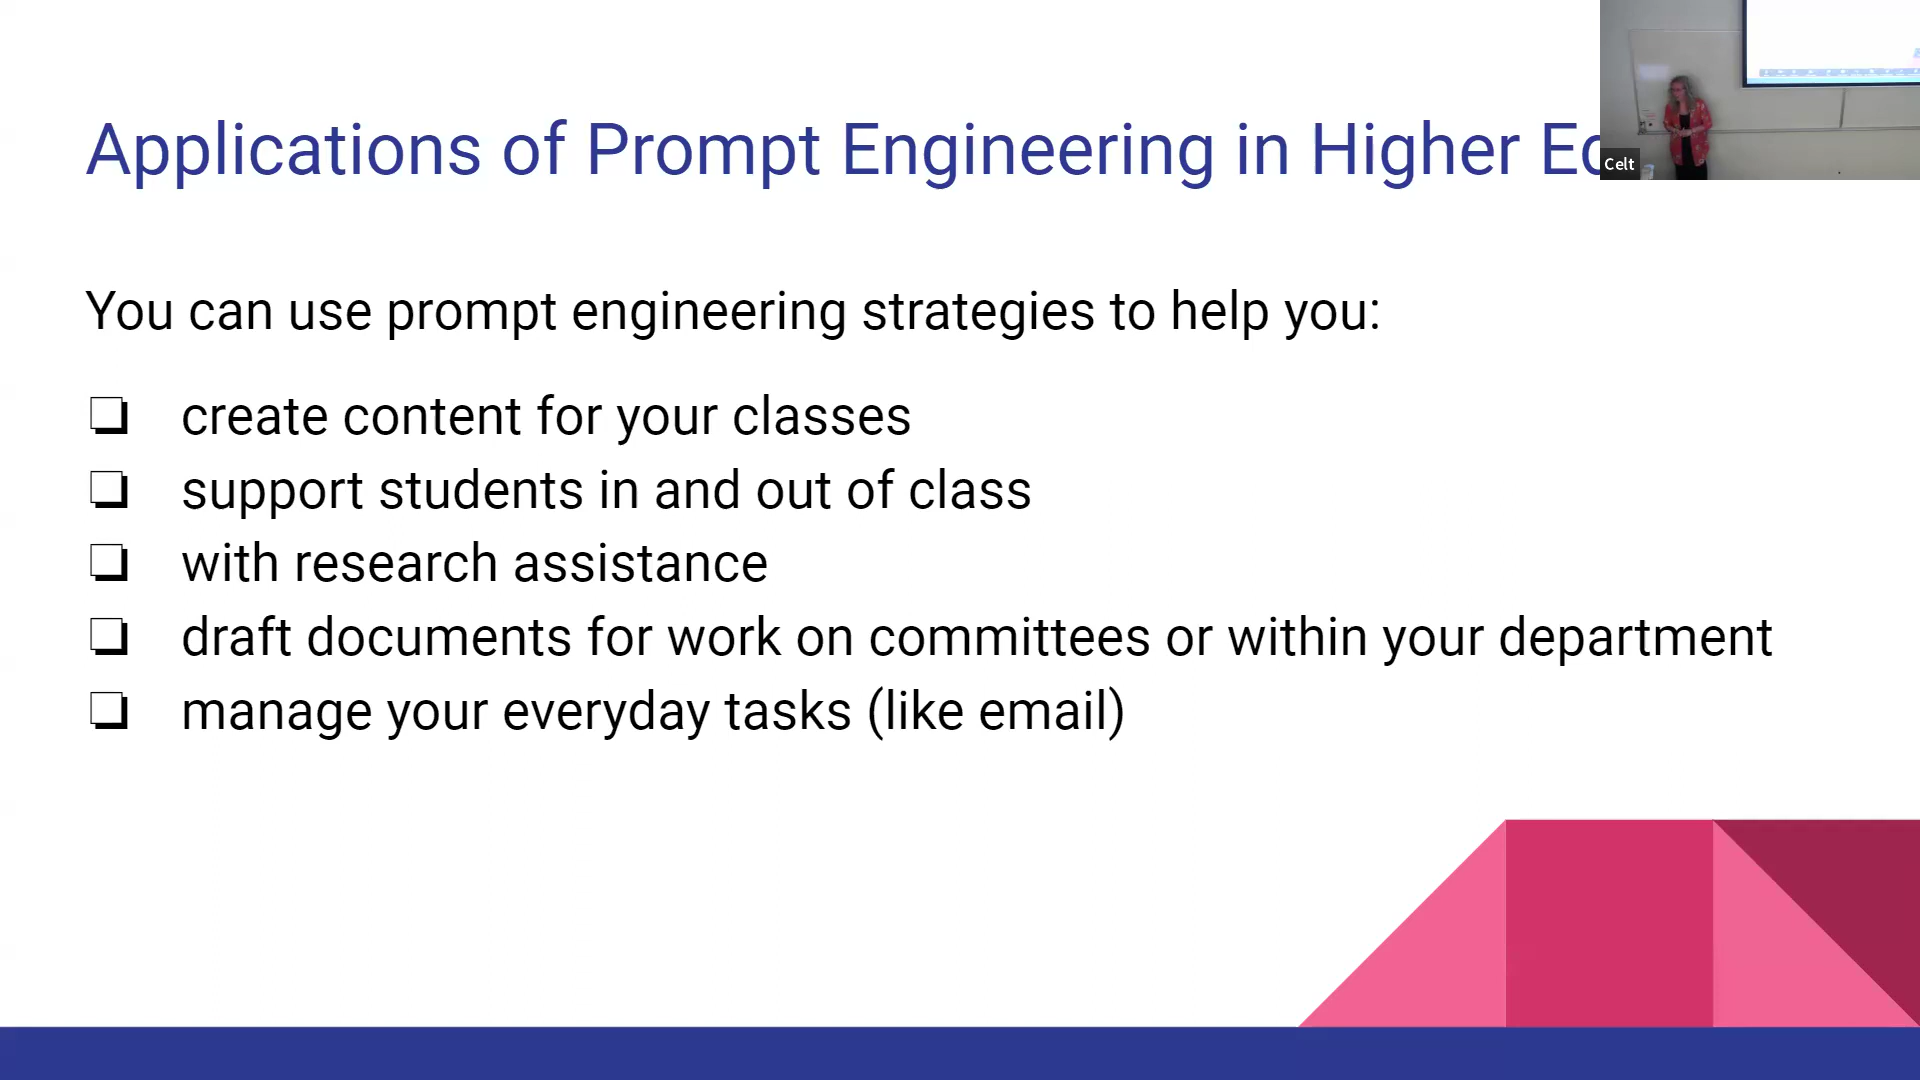 Applications of Prompt Engineering in Higher Ec
Celt
You can use prompt engineering strategies to help you:
❏ create content for your classes
❏ support students in and out of class
❏ with research assistance
❏ draft documents for work on committees or within your department
❏ manage your everyday tasks (like email)